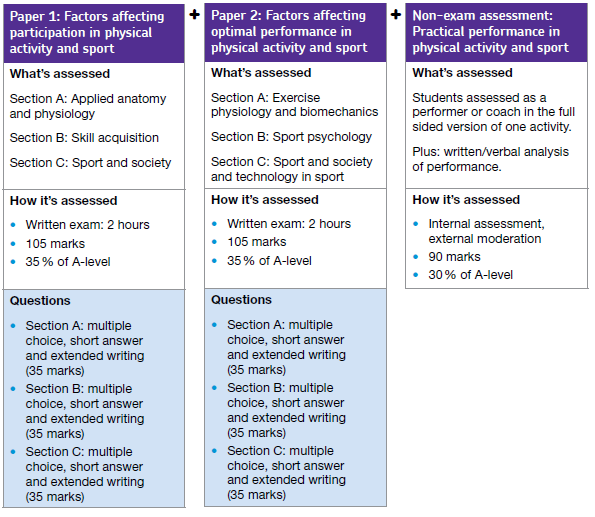 Paper 1: Factors affecting
participation in physical
activity and sport
What's assessed
Section A: Applied anatomy
and physiology
Section B: Skill acquisition
Section C: Sport and society
How it's assessed
• Written exam: 2 hours
• 105 marks
• 35 % of A-level
Questions
• Section A: multiple
choice, short answer
and extended writing
(35 marks)
• Section B: multiple
choice, short answer
and extended writing
(35 marks)
• Section C: multiple
choice, short answer
and extended writing
(35 marks)
+
Paper 2: Factors affecting
optimal performance in
physical activity and sport
What's assessed
Section A: Exercise
physiology and biomechanics
Section B: Sport psychology
Section C: Sport and society
and technology in sport
How it's assessed
• Written exam: 2 hours
• 105 marks
• 35 % of A-level
Questions
• Section A: multiple
choice, short answer
and extended writing
(35 marks)
• Section B: multiple
choice, short answer
and extended writing
(35 marks)
• Section C: multiple
choice, short answer
and extended writing
(35 marks)
+
Non-exam assessment:
Practical performance in
physical activity and sport
What's assessed
Students assessed as a
performer or coach in the full
sided version of one activity.
Plus: written/verbal analysis
of performance.
How it's assessed
• Internal assessment,
external moderation
• 90 marks
• 30 % of A-level